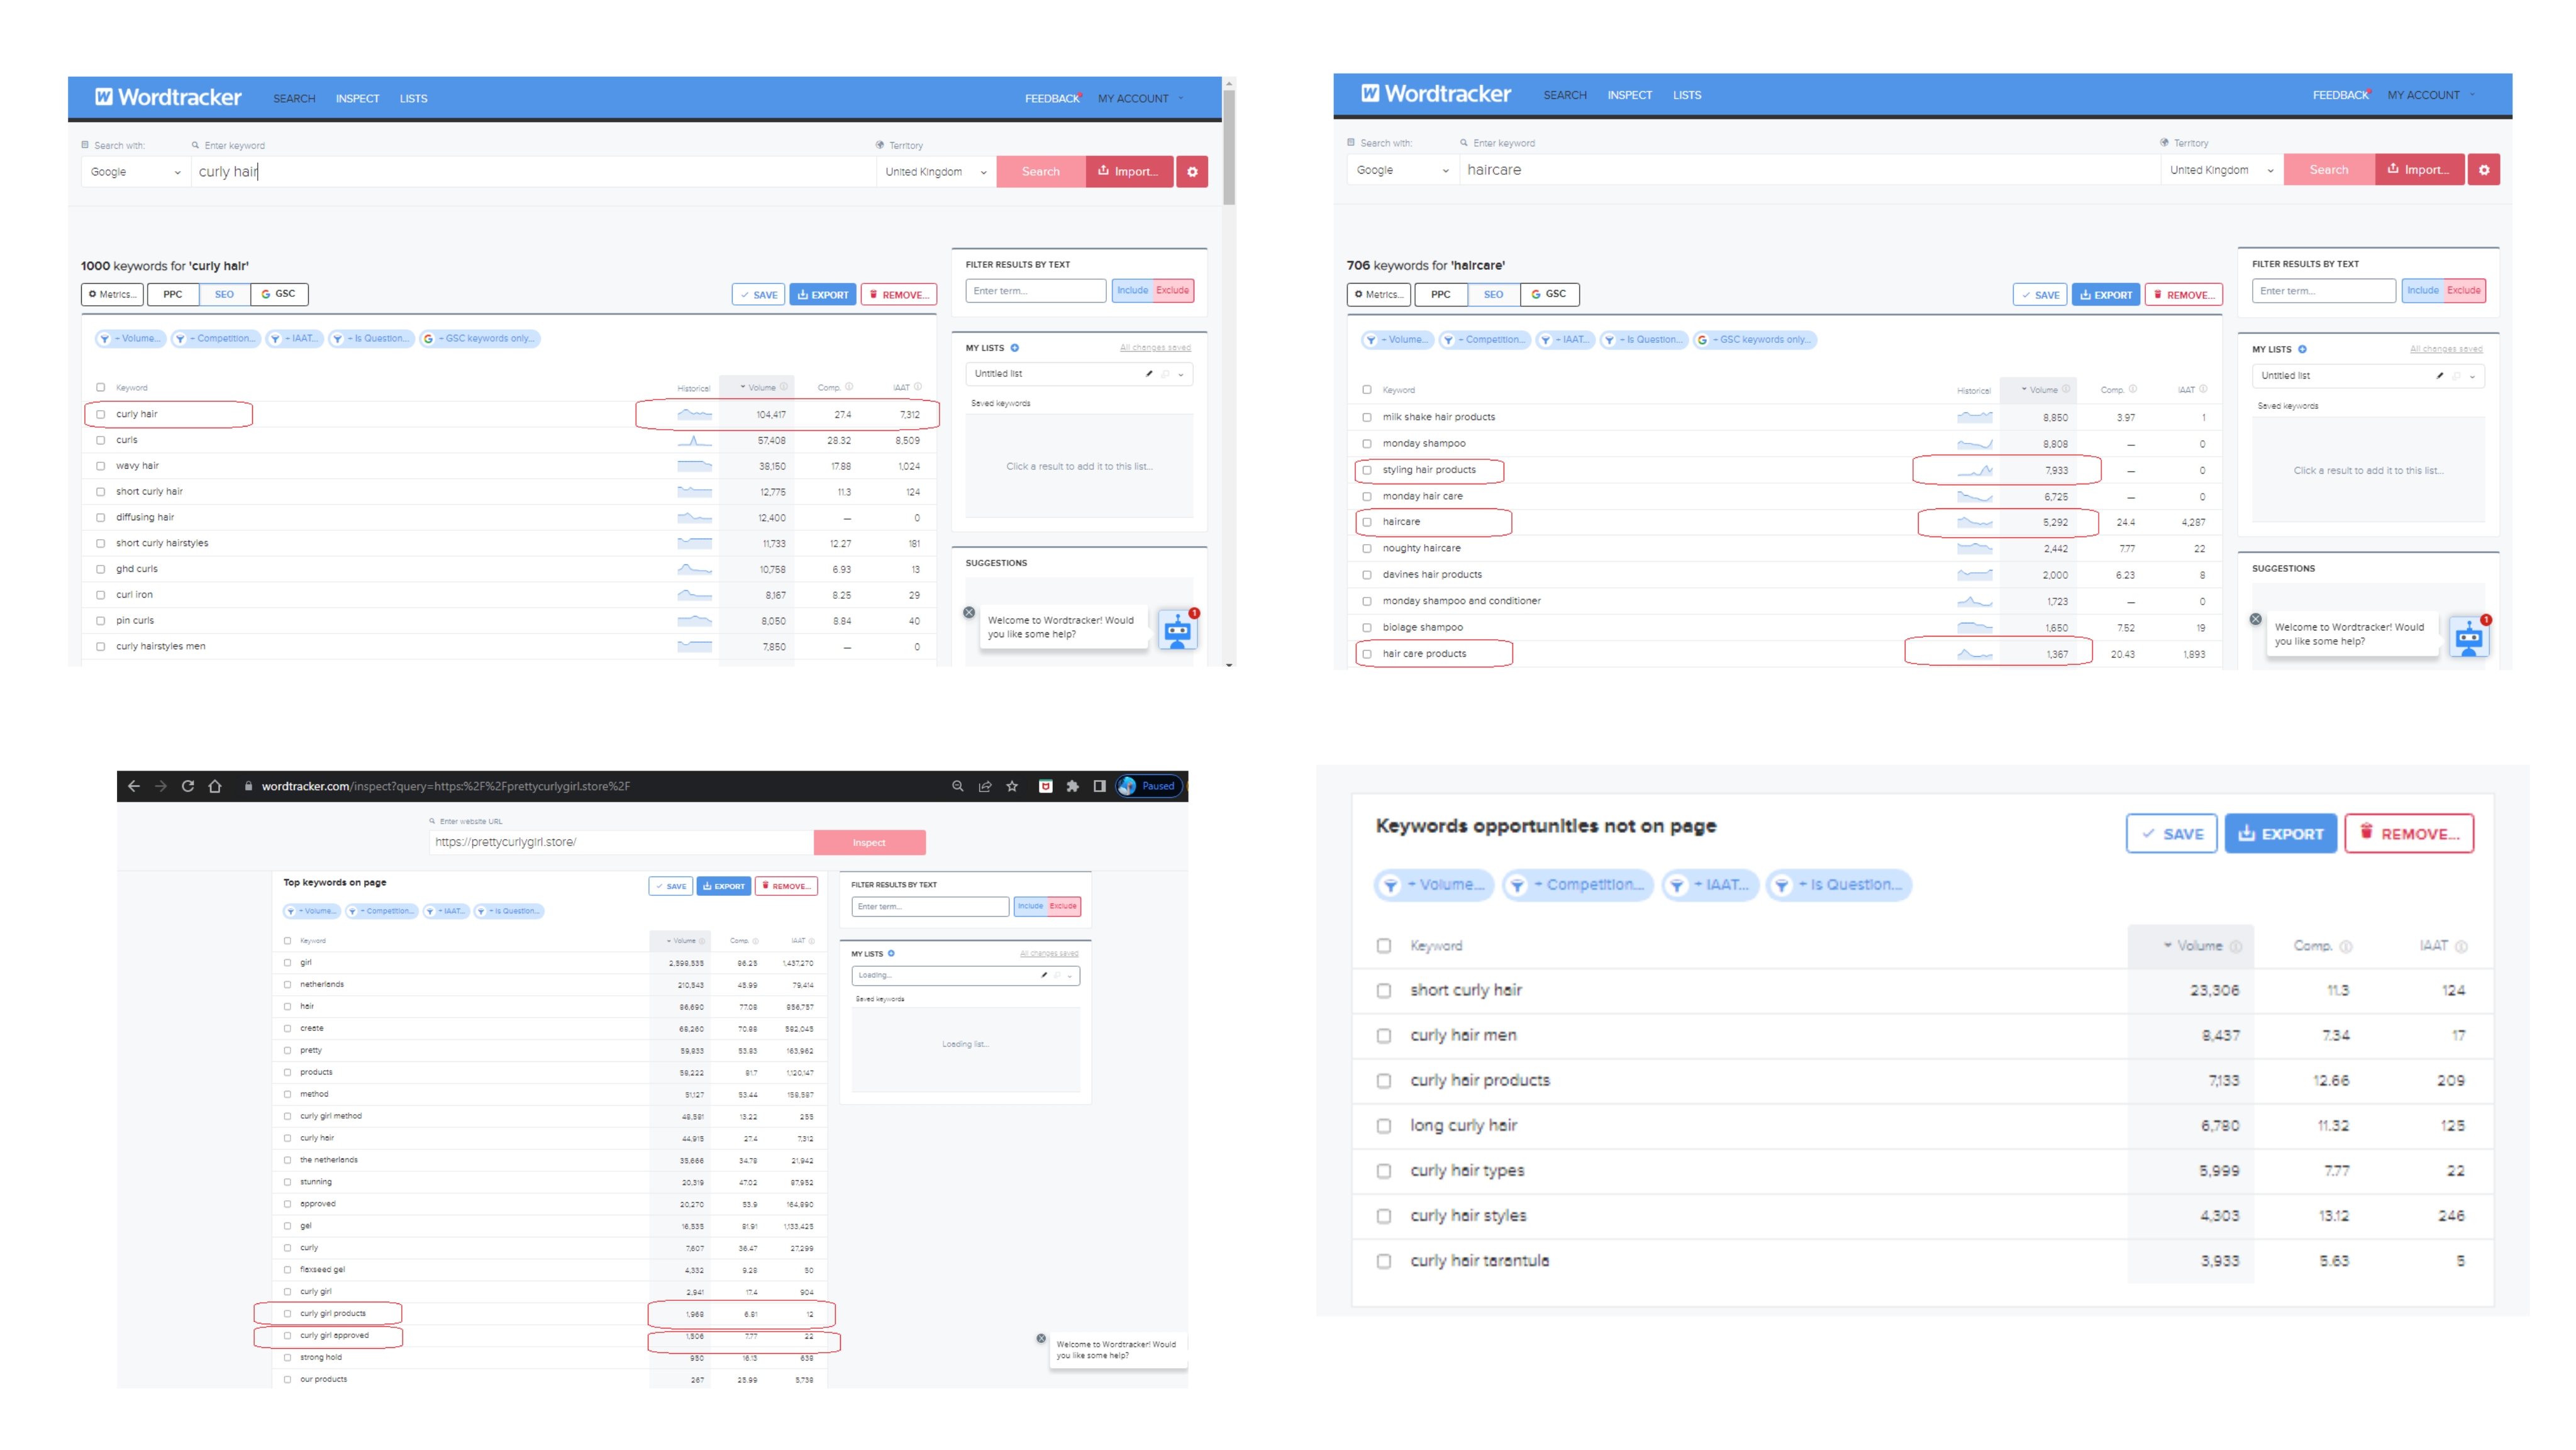 Wordtracker SEARCH INSPECT LISTS FEEDBACK MY ACCOUNT
Search with: Enter keyword Territory
Google curly hair United Kingdom Search Import...
1000 keywords for 'curly hair'
Metrics... PPC SEO GSC SAVE EXPORT REMOVE...
~ Volume... ~ Competition... ~ IAAT... ~ Is Question... ~ GSC keywords only...
Keyword Historical Volume Comp. IAAT
curly hair 104,417 27.4 7,312
curls 57,408 28.32 8,509
wavy hair 38,150 17.88 1,024
short curly hair 12,775 11.3 124
diffusing hair 12,400 — 0
short curly hairstyles 11,733 12.27 181
ghd curls 10,758 6.93 13
curl iron 8,167 8.25 29
pin curls 8,050 8.84 40
curly hairstyles men 7,850 — 0
FILTER RESULTS BY TEXT
Enter term... Include Exclude
MY LISTS All changes saved
Untitled list
Saved keywords
Click a result to add it to this list...
SUGGESTIONS
Welcome to Wordtracker! Would
you like some help?
1
Wordtracker SEARCH INSPECT LISTS FEEDBACK MY ACCOUNT
Search with: Enter keyword Territory
Google haircare United Kingdom Search Import...
706 keywords for 'haircare'
Metrics... PPC SEO GSC SAVE EXPORT REMOVE...
~ Volume... ~ Competition... ~ IAAT... ~ Is Question... ~ GSC keywords only...
Keyword Historical Volume Comp. IAAT
milk shake hair products 8,850 3.97 1
monday shampoo 8,808 — 0
styling hair products 7,933 — 0
monday hair care 6,725 — 0
haircare 5,292 24.4 4,287
noughty haircare 2,442 7.77 22
davines hair products 2,000 6.23 8
monday shampoo and conditioner 1,723 — 0
biolage shampoo 1,650 7.52 19
hair care products 1,367 20.43 1,893
FILTER RESULTS BY TEXT
Enter term... Include Exclude
MY LISTS All changes saved
Untitled list
Saved keywords
Click a result to add it to this list...
SUGGESTIONS
Welcome to Wordtracker! Would
you like some help?
1
wordtracker.com/inspect?query=https:%2F%2Fprettycurlygirl.store%2F Paused
Enter website URL
https://prettycurlygirl.store/ Inspect
Top keywords on page SAVE EXPORT REMOVE...
~ Volume... ~ Competition... ~ IAAT... ~ Is Question...
Keyword Volume Comp. IAAT
girl 2,598,535 86.25 1,437,270
netherlands 210,543 45.99 79,414
hair 86,690 77.08 856,757
create 68,260 70.88 592,045
pretty 59,933 53.93 163,962
products 58,222 81.7 1,120,147
method 51,127 53.44 158,587
curly girl method 48,581 13.22 255
curly hair 44,915 27.4 7,312
the netherlands 35,666 34.78 21,942
stunning 20,319 47.02 87,952
approved 20,270 53.9 164,890
gel 16,535 81.91 1,133,425
curly 7,607 36.47 27,299
flaxseed gel 4,332 9.29 50
curly girl 2,941 17.4 904
curly girl products 1,968 6.81 12
curly girl approved 1,506 7.77 22
strong hold 950 16.13 638
our products 267 25.99 5,738
FILTER RESULTS BY TEXT
Enter term... Include Exclude
MY LISTS All changes saved
Loading...
Saved keywords
Loading list...
Welcome to Wordtracker! Would
you like some help?
Keywords opportunities not on page SAVE EXPORT REMOVE...
~ Volume... ~ Competition... ~ IAAT... ~ Is Question...
Keyword Volume Comp. IAAT
short curly hair 23,306 11.3 124
curly hair men 8,437 7.34 17
curly hair products 7,133 12.66 209
long curly hair 6,780 11.32 125
curly hair types 5,999 7.77 22
curly hair styles 4,303 13.12 246
curly hair tarantula 3,933 5.63 5